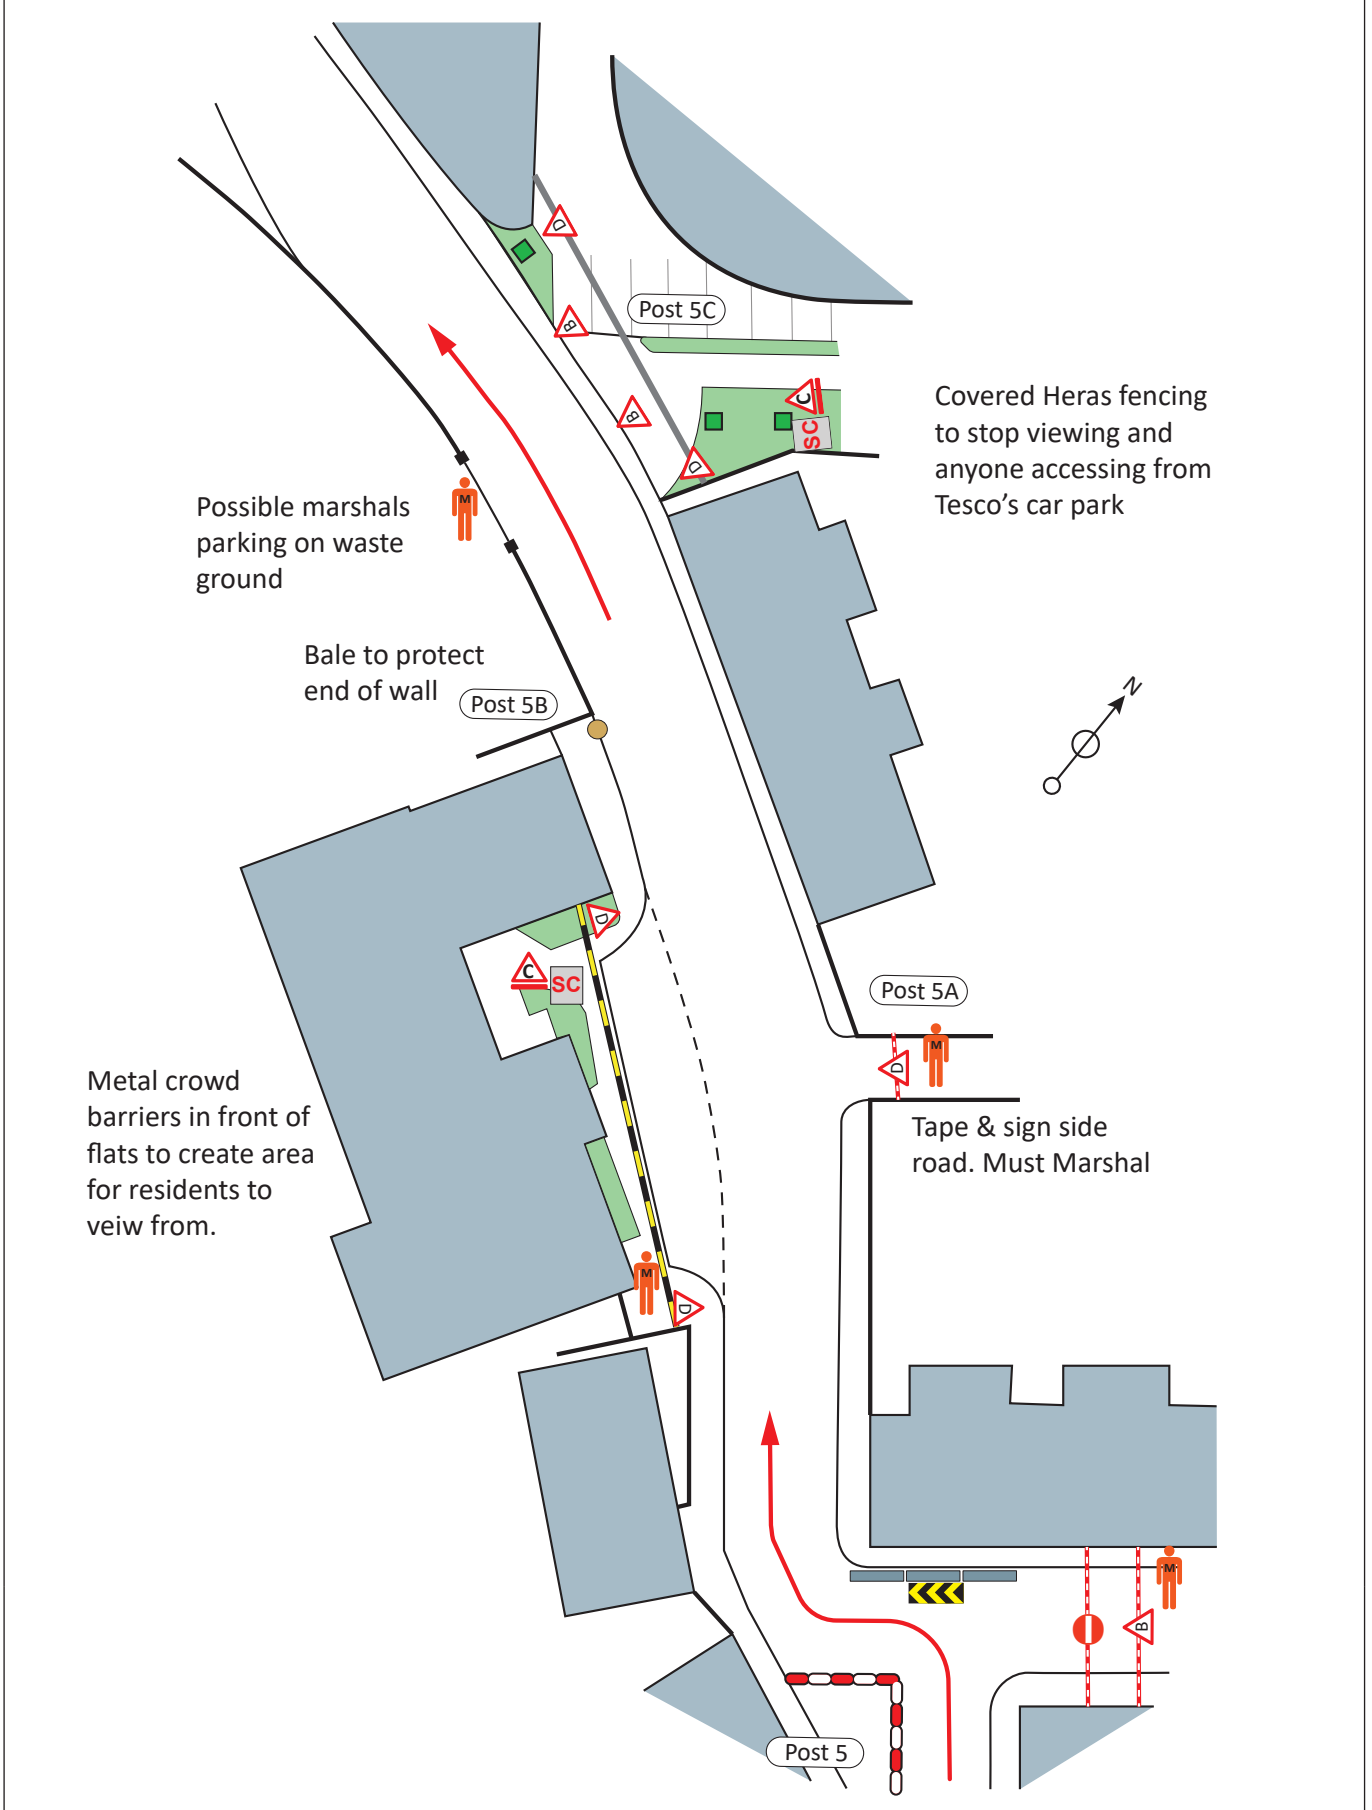 D
B
Post 5C
B
C
SC
D
Covered Heras fencing
to stop viewing and
anyone accessing from
Tesco's car park
M
Possible marshals
parking on waste
ground
Bale to protect
end of wall
Post 5B
N
D
C
SC
Post 5A
M
D
Metal crowd
barriers in front of
flats to create area
for residents to
veiw from.
Tape & sign side
road. Must Marshal
M
D
M
B
Post 5